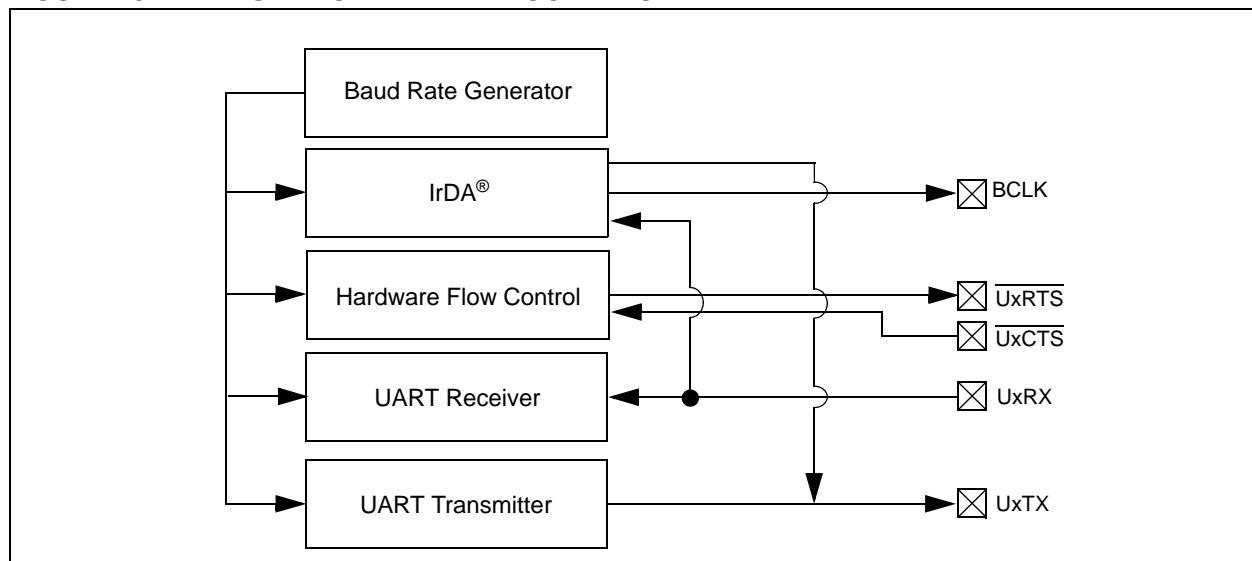 Baud Rate Generator
IrDA®
BCLK
Hardware Flow Control
UxRTS
UxCTS
UART Receiver
UxRX
UART Transmitter
UxTX